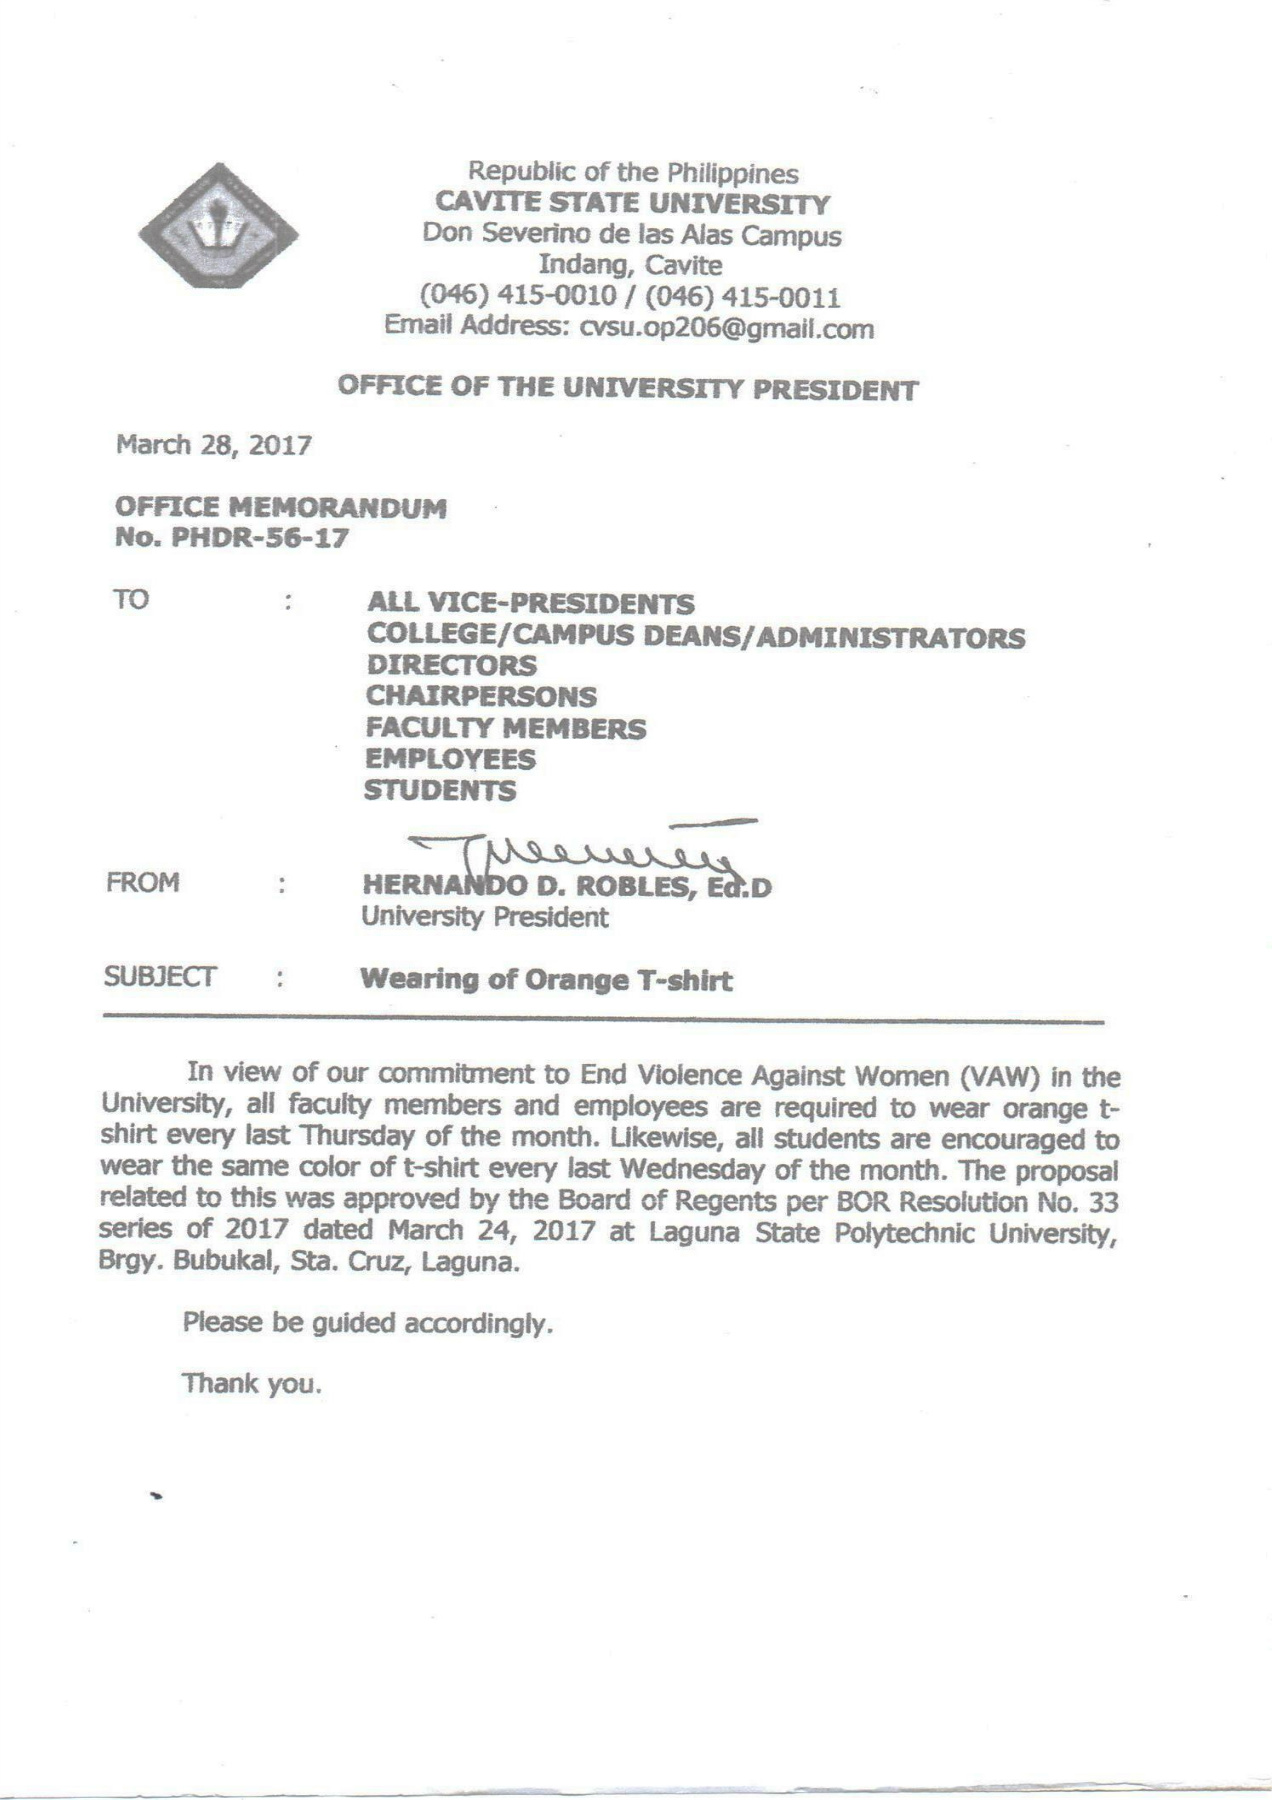 Republic of the Philippines
CAVITE STATE UNIVERSITY
Don Severino de las Alas Campus
Indang, Cavite
(046) 415-0010 / (046) 415-0011
Email Address: cvsu.op206@gmail.com
OFFICE OF THE UNIVERSITY PRESIDENT
March 28, 2017
OFFICE MEMORANDUM
No. PHDR-56-17
TO : ALL VICE-PRESIDENTS
COLLEGE/CAMPUS DEANS/ADMINISTRATORS
DIRECTORS
CHAIRPERSONS
FACULTY MEMBERS
EMPLOYEES
STUDENTS
FROM : HERNANDO D. ROBLES, Ed.D
University President
SUBJECT : Wearing of Orange T-shirt
In view of our commitment to End Violence Against Women (VAW) in the
University, all faculty members and employees are required to wear orange t-
shirt every last Thursday of the month. Likewise, all students are encouraged to
wear the same color of t-shirt every last Wednesday of the month. The proposal
related to this was approved by the Board of Regents per BOR Resolution No. 33
series of 2017 dated March 24, 2017 at Laguna State Polytechnic University,
Brgy. Bubukal, Sta. Cruz, Laguna.
Please be guided accordingly.
Thank you.